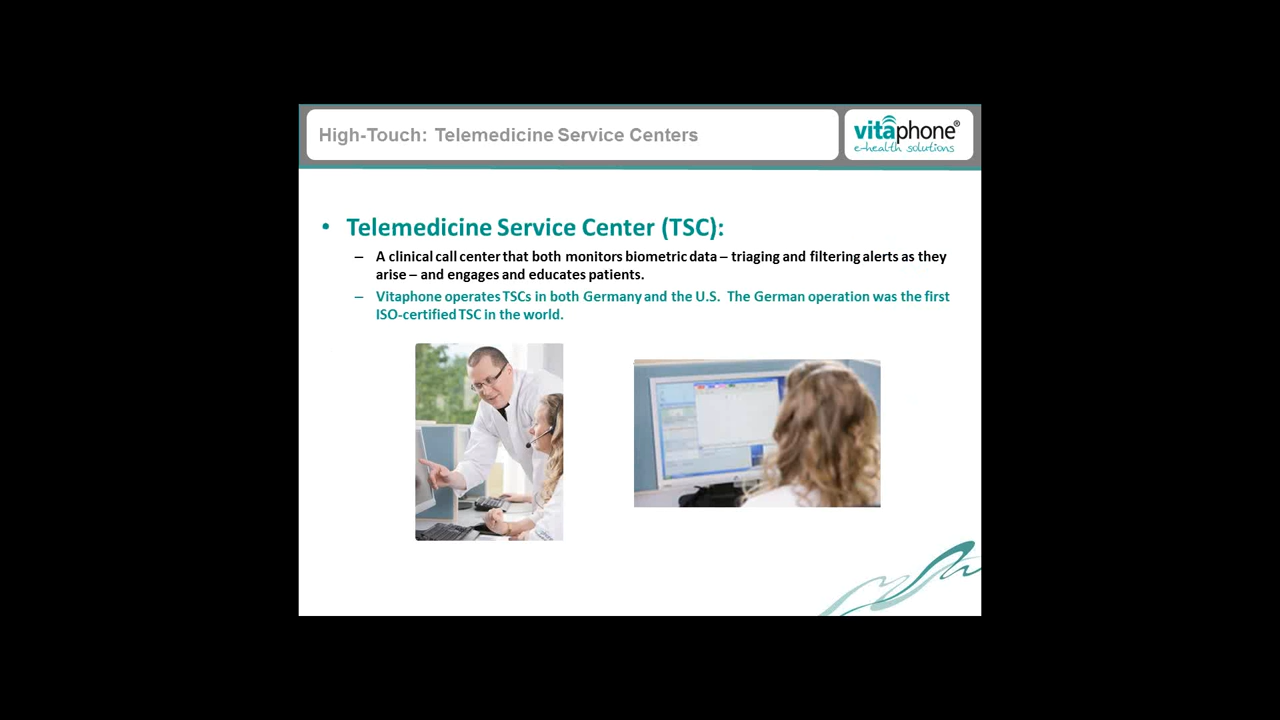 High-Touch: Telemedicine Service Centers
vitaphone®
e-health solutions
• Telemedicine Service Center (TSC):
– A clinical call center that both monitors biometric data – triaging and filtering alerts as they
arise – and engages and educates patients.
– Vitaphone operates TSCs in both Germany and the U.S. The German operation was the first
ISO-certified TSC in the world.